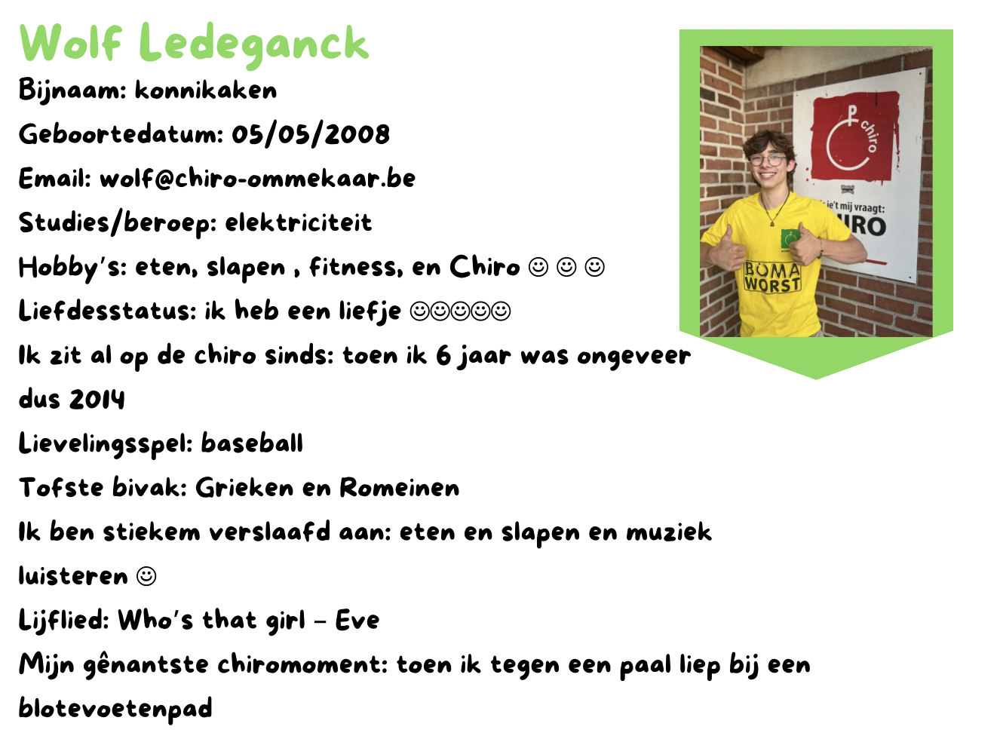 Wolf Ledeganck
Bijnaam: konnikaken
Geboortedatum: 05/05/2008
Email: wolf@chiro-ommekaar.be
Studies/beroep: elektriciteit
Hobby's: eten, slapen , fitness, en Chiro ☺ ☺ ☺
Liefdesstatus: ik heb een liefje ☺☺☺☺☺
Ik zit al op de chiro sinds: toen ik 6 jaar was ongeveer
dus 2014
Lievelingsspel: baseball
Tofste bivak: Grieken en Romeinen
Ik ben stiekem verslaafd aan: eten en slapen en muziek
luisteren ☺
Lijflied: Who's that girl – Eve
Mijn gênantste chiromoment: toen ik tegen een paal liep bij een
blotevoetenpad
chiro
je't mij vraagt:
IRO
BOMA
WORST